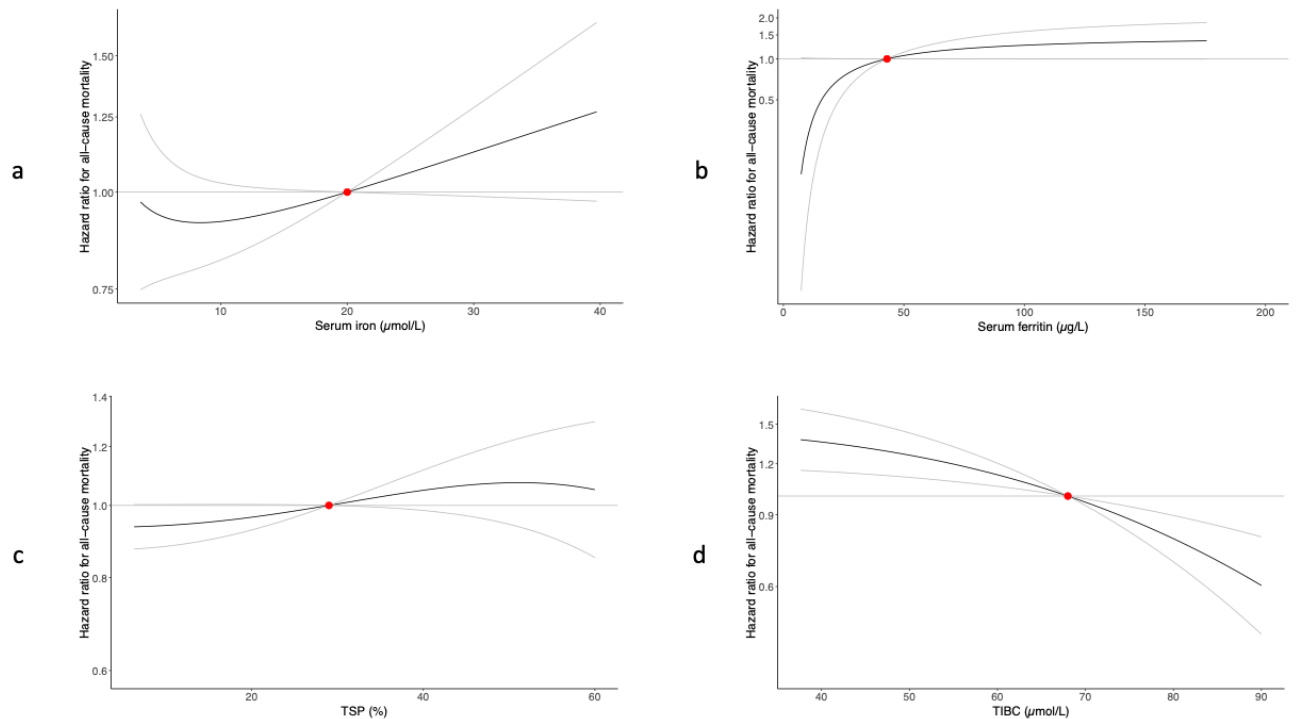 a
Hazard ratio for all−cause mortality
1.50
1.25
1.00
0.75
10 20 30 40
Serum iron (µmol/L)
b
Hazard ratio for all−cause mortality
2.0
1.5
1.0
0.5
0 50 100 150 200
Serum ferritin (µg/L)
c
Hazard ratio for all−cause mortality
1.4
1.2
1.0
0.8
0.6
20 40 60
TSP (%)
d
Hazard ratio for all−cause mortality
1.5
1.2
0.9
0.6
40 50 60 70 80 90
TIBC (µmol/L)